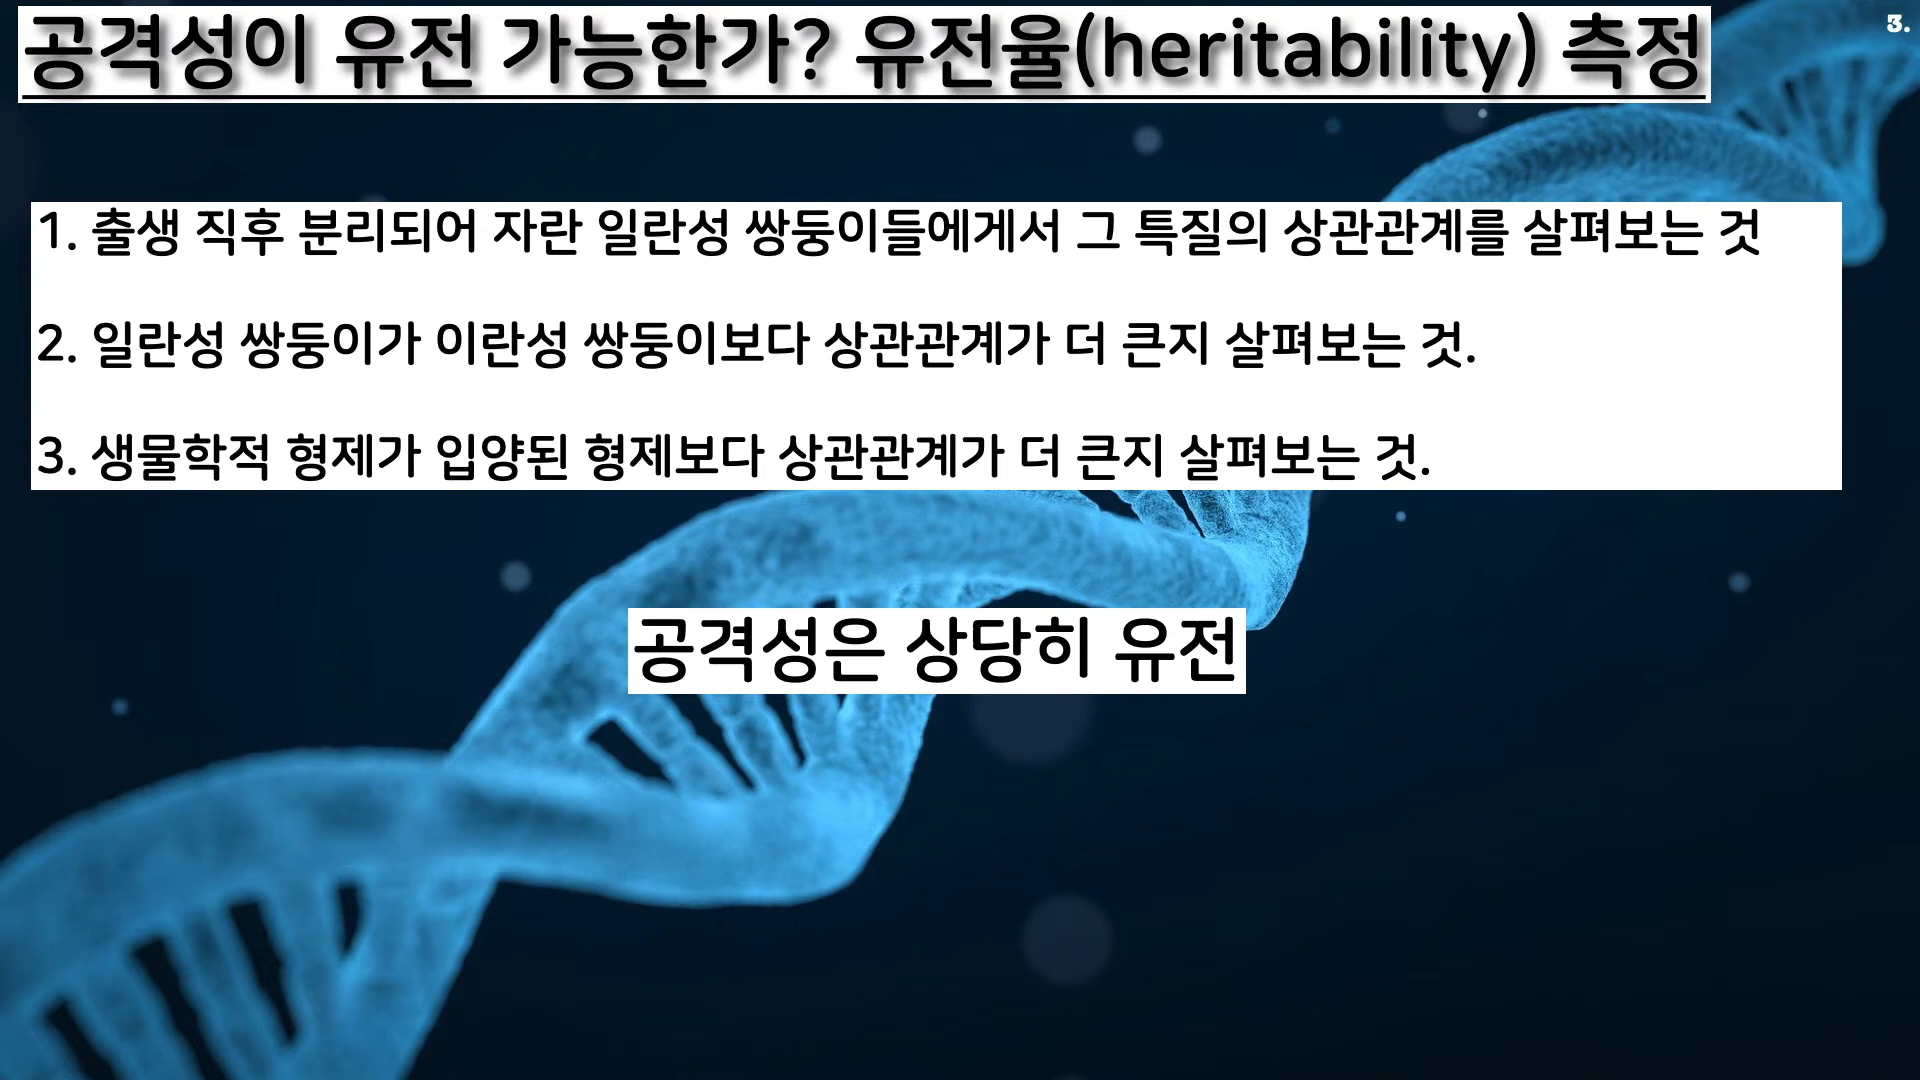 공격성이 유전 가능한가? 유전율(heritability) 측정
3.
1. 출생 직후 분리되어 자란 일란성 쌍둥이들에게서 그 특질의 상관관계를 살펴보는 것
2. 일란성 쌍둥이가 이란성 쌍둥이보다 상관관계가 더 큰지 살펴보는 것.
3. 생물학적 형제가 입양된 형제보다 상관관계가 더 큰지 살펴보는 것.
공격성은 상당히 유전